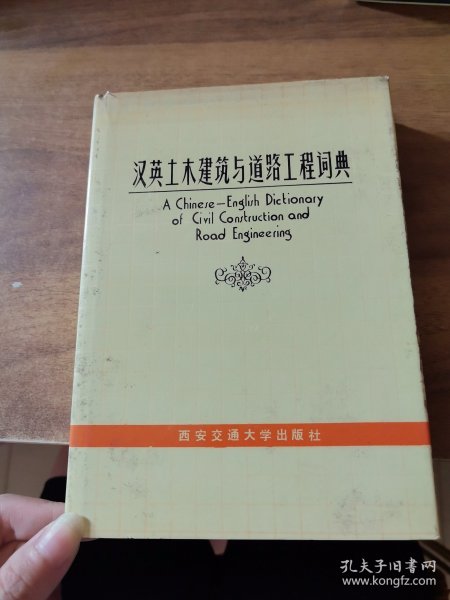 汉英土木建筑与道路工程词典
A Chinese-English Dictionary
of Civil Construction and
Road Engineering
西安交通大学出版社
孔夫子旧书网
www.kongfz.com